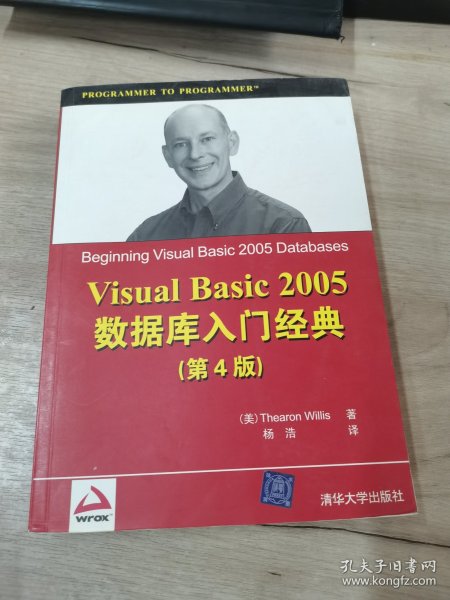 PROGRAMMER TO PROGRAMMER™
Beginning Visual Basic 2005 Databases
Visual Basic 2005
数据库入门经典
(第4版)
(美) Thearon Willis 著
杨浩 译
wrox™
清华大学出版社
孔夫子旧书网
www.kongfz.com